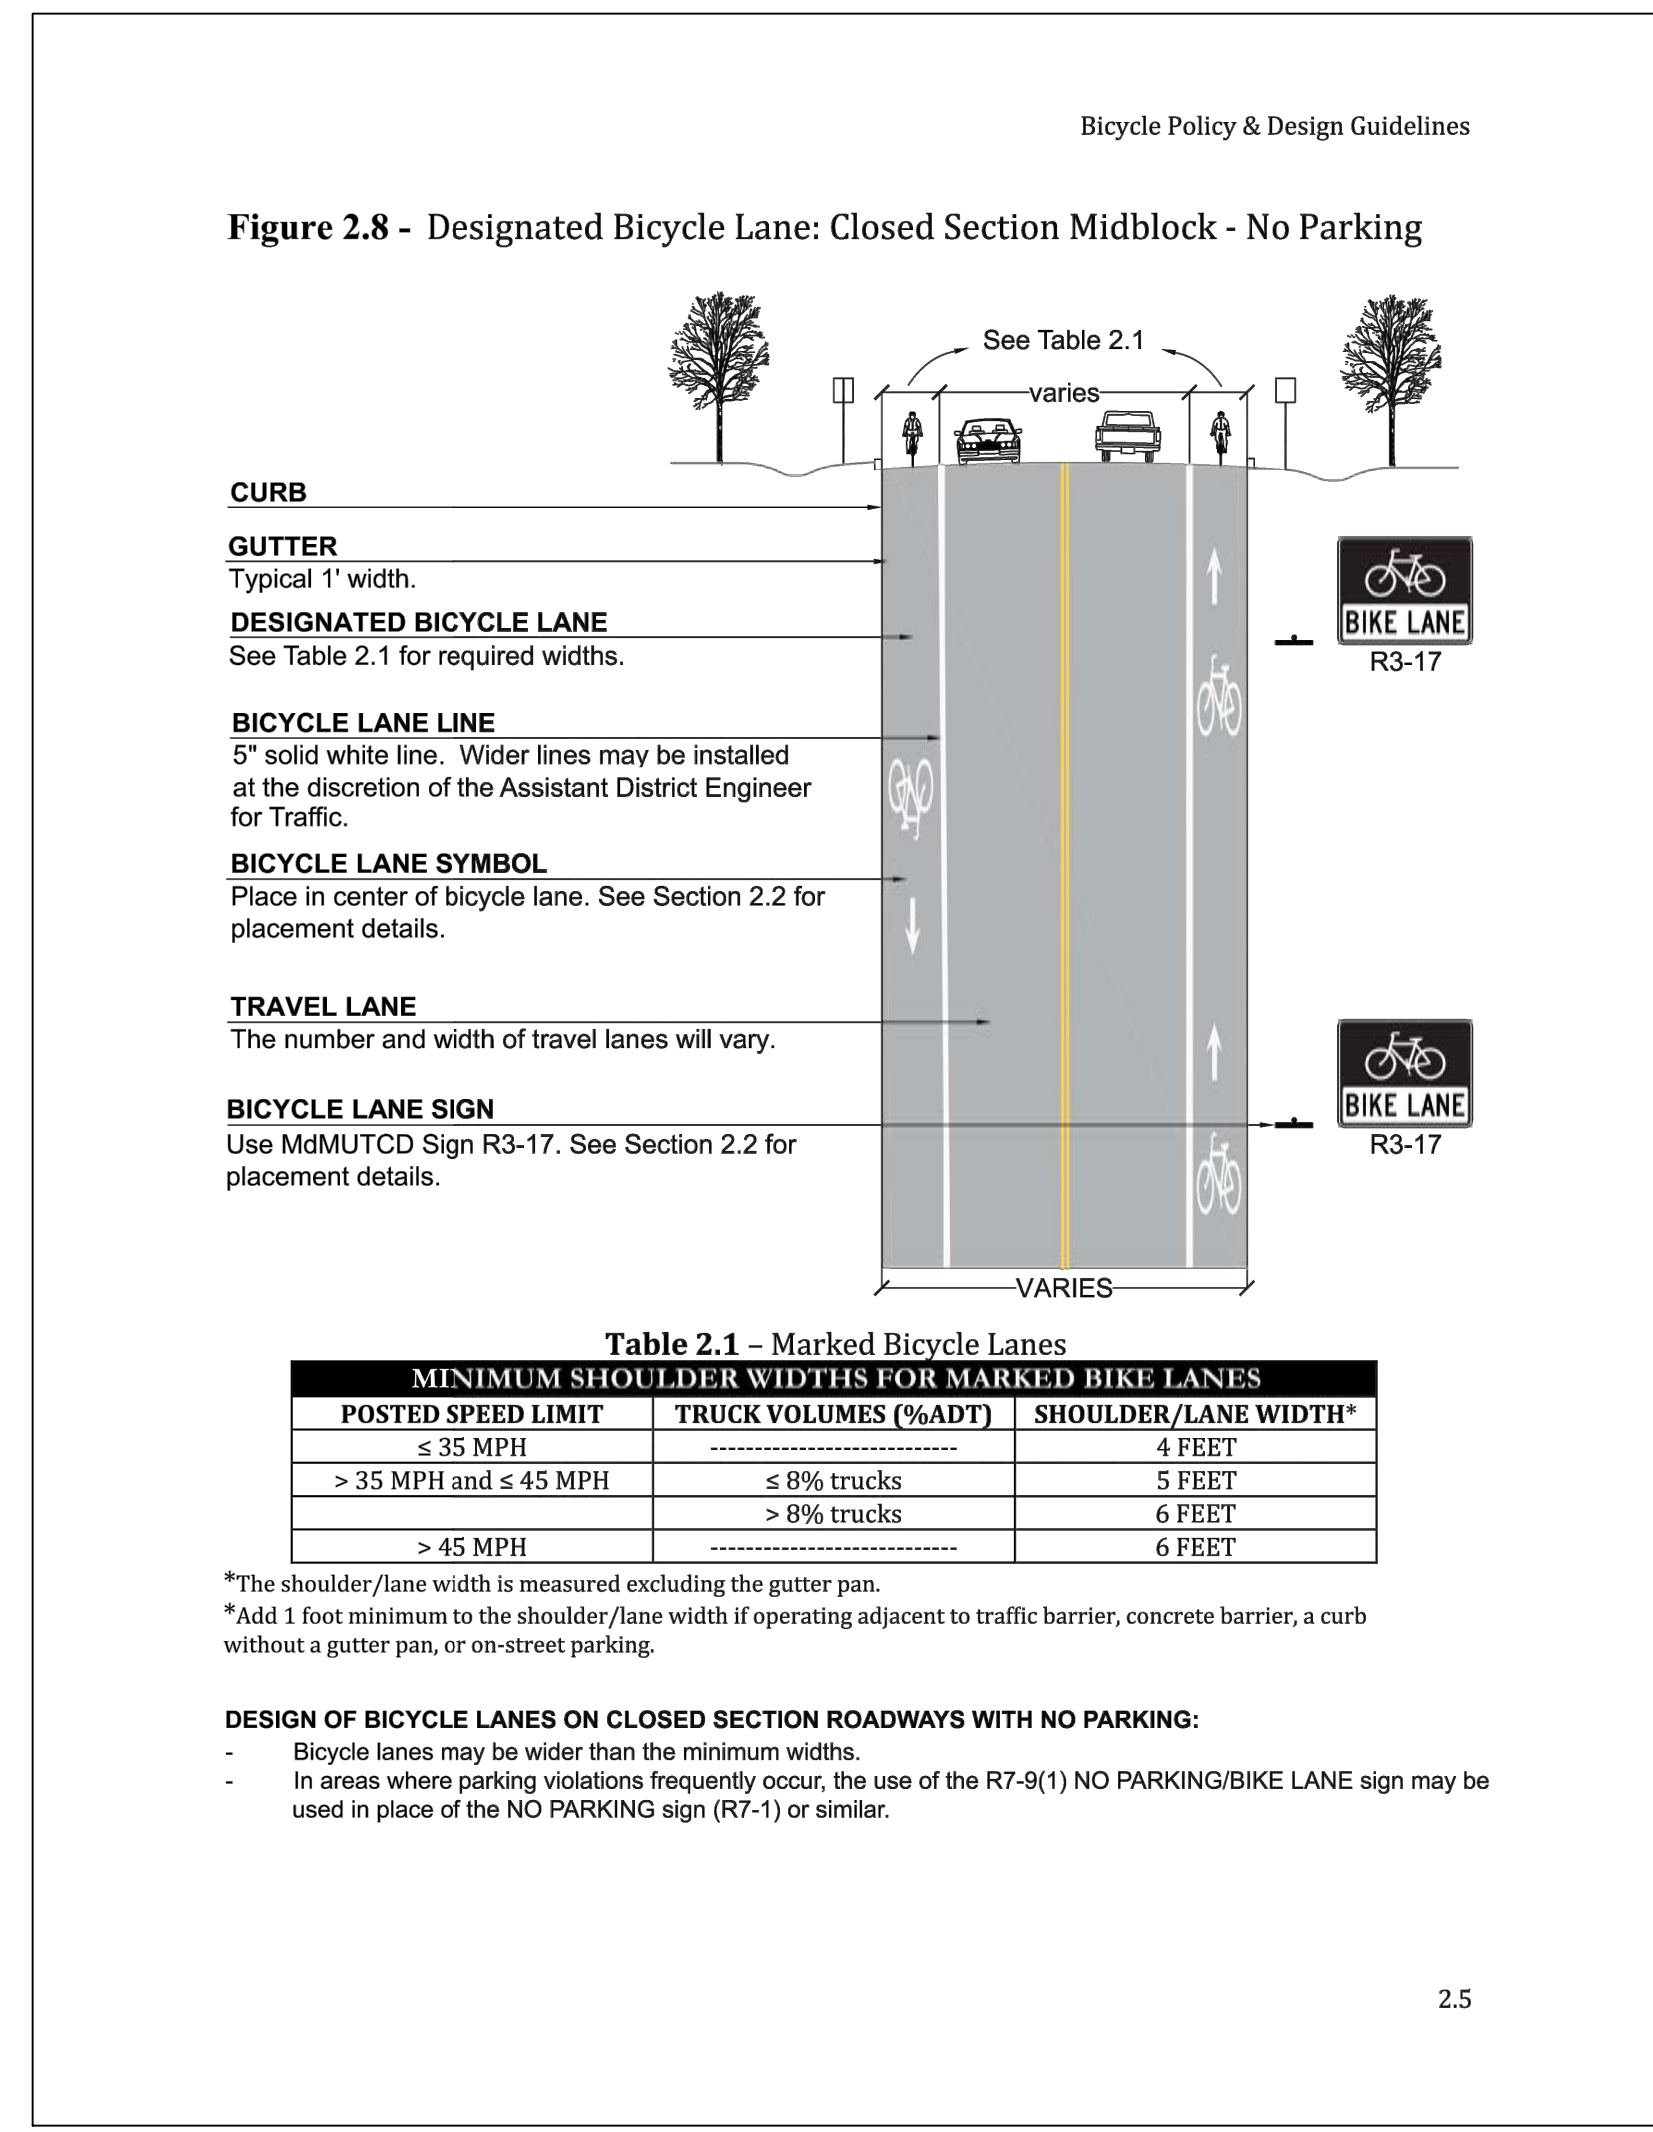 Bicycle Policy & Design Guidelines
Figure 2.8 - Designated Bicycle Lane: Closed Section Midblock - No Parking
See Table 2.1
varies
CURB
GUTTER
Typical 1' width.
DESIGNATED BICYCLE LANE
See Table 2.1 for required widths.
BIKE LANE
R3-17
BICYCLE LANE LINE
5" solid white line. Wider lines may be installed
at the discretion of the Assistant District Engineer
for Traffic.
BICYCLE LANE SYMBOL
Place in center of bicycle lane. See Section 2.2 for
placement details.
TRAVEL LANE
The number and width of travel lanes will vary.
BICYCLE LANE SIGN
Use MdMUTCD Sign R3-17. See Section 2.2 for
placement details.
BIKE LANE
R3-17
VARIES
Table 2.1 – Marked Bicycle Lanes
MINIMUM SHOULDER WIDTHS FOR MARKED BIKE LANES
POSTED SPEED LIMIT TRUCK VOLUMES (%ADT) SHOULDER/LANE WIDTH*
≤ 35 MPH --------------------------- 4 FEET
> 35 MPH and ≤ 45 MPH ≤ 8% trucks 5 FEET
> 8% trucks 6 FEET
> 45 MPH --------------------------- 6 FEET
*The shoulder/lane width is measured excluding the gutter pan.
*Add 1 foot minimum to the shoulder/lane width if operating adjacent to traffic barrier, concrete barrier, a curb
without a gutter pan, or on-street parking.
DESIGN OF BICYCLE LANES ON CLOSED SECTION ROADWAYS WITH NO PARKING:
- Bicycle lanes may be wider than the minimum widths.
- In areas where parking violations frequently occur, the use of the R7-9(1) NO PARKING/BIKE LANE sign may be
used in place of the NO PARKING sign (R7-1) or similar.
2.5